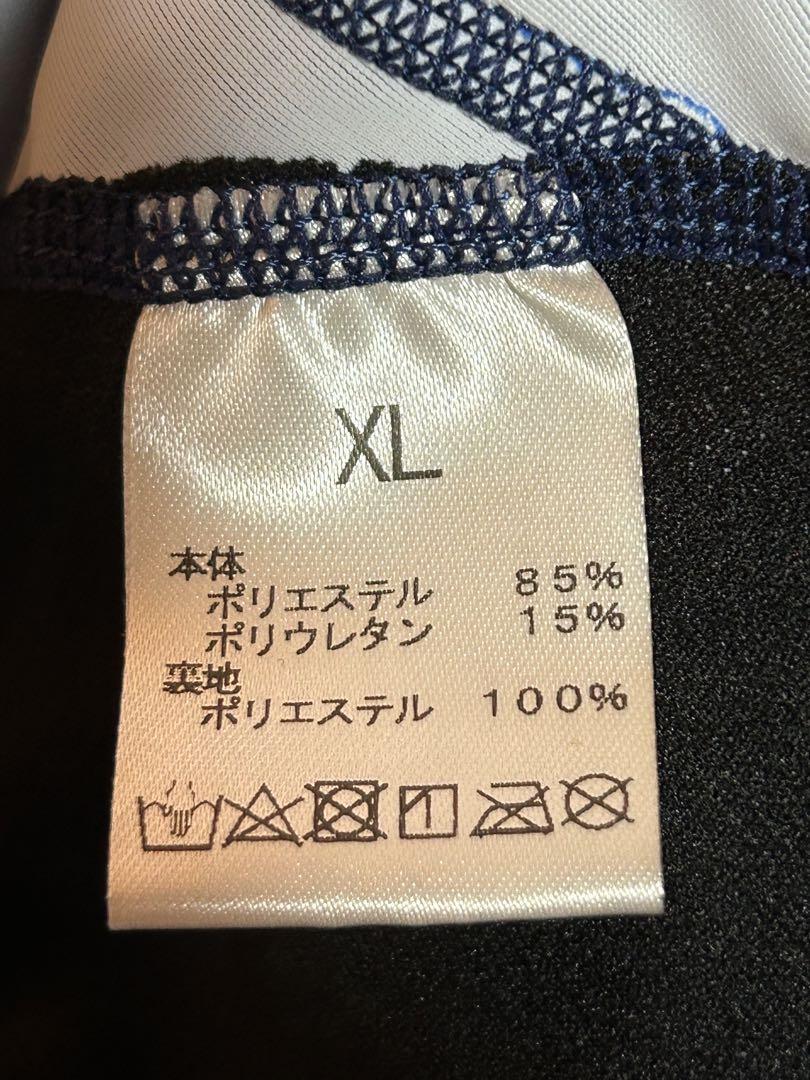 XL
本体
ポリエステル 85%
ポリウレタン 15%
裏地
ポリエステル 100%